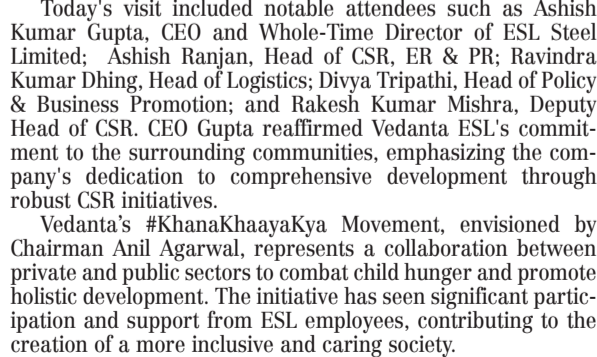 Today's visit included notable attendees such as Ashish
Kumar Gupta, CEO and Whole-Time Director of ESL Steel
Limited; Ashish Ranjan, Head of CSR, ER & PR; Ravindra
Kumar Dhing, Head of Logistics; Divya Tripathi, Head of Policy
& Business Promotion; and Rakesh Kumar Mishra, Deputy
Head of CSR. CEO Gupta reaffirmed Vedanta ESL's commit-
ment to the surrounding communities, emphasizing the com-
pany's dedication to comprehensive development through
robust CSR initiatives.
Vedanta’s #KhanaKhaayaKya Movement, envisioned by
Chairman Anil Agarwal, represents a collaboration between
private and public sectors to combat child hunger and promote
holistic development. The initiative has seen significant partic-
ipation and support from ESL employees, contributing to the
creation of a more inclusive and caring society.